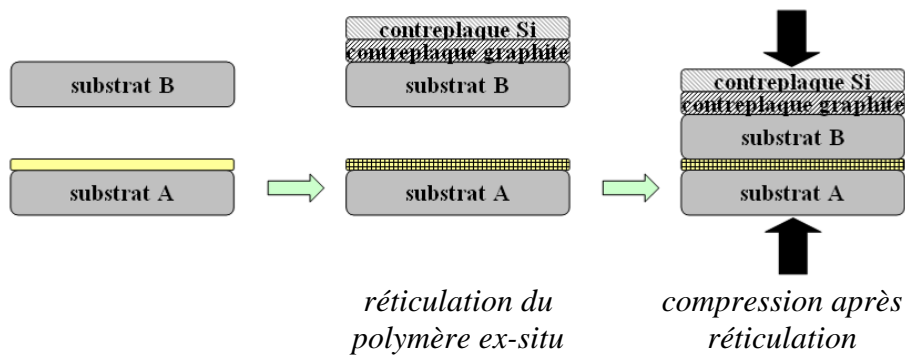 contreplaque Si
contreplaque graphite
substrat B
substrat B
contreplaque Si
contreplaque graphite
substrat B
substrat A
substrat A
substrat A
réticulation du
polymère ex-situ
compression après
réticulation